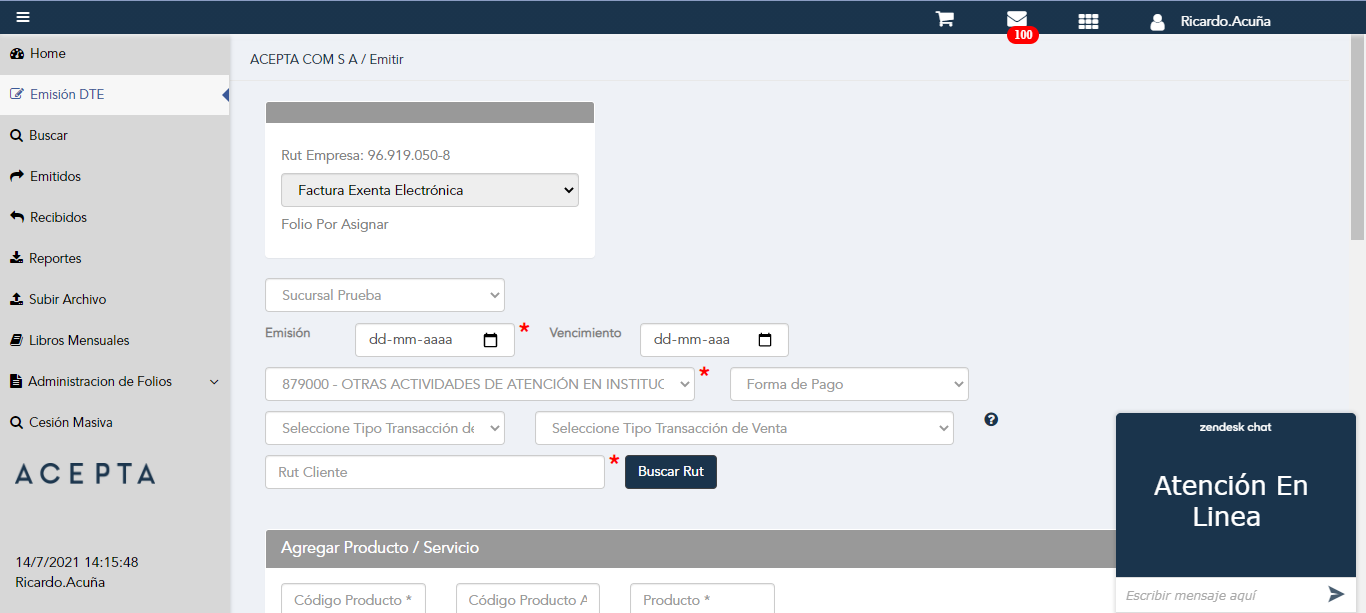 Ricardo.Acuña
100
Home
Emisión DTE
Buscar
Emitidos
Recibidos
Reportes
Subir Archivo
Libros Mensuales
Administracion de Folios
Cesión Masiva
ACEPTA
14/7/2021 14:15:48
Ricardo.Acuña
ACEPTA COM S A / Emitir
Rut Empresa: 96.919.050-8
Factura Exenta Electrónica
Folio Por Asignar
Sucursal Prueba
Emisión dd-mm-aaaa * Vencimiento dd-mm-aaa
879000 - OTRAS ACTIVIDADES DE ATENCIÓN EN INSTITUC * Forma de Pago
Seleccione Tipo Transacción de Seleccione Tipo Transacción de Venta ?
Rut Cliente * Buscar Rut
Agregar Producto / Servicio
Código Producto * Código Producto A Producto *
zendesk chat
Atención En
Linea
Escribir mensaje aquí